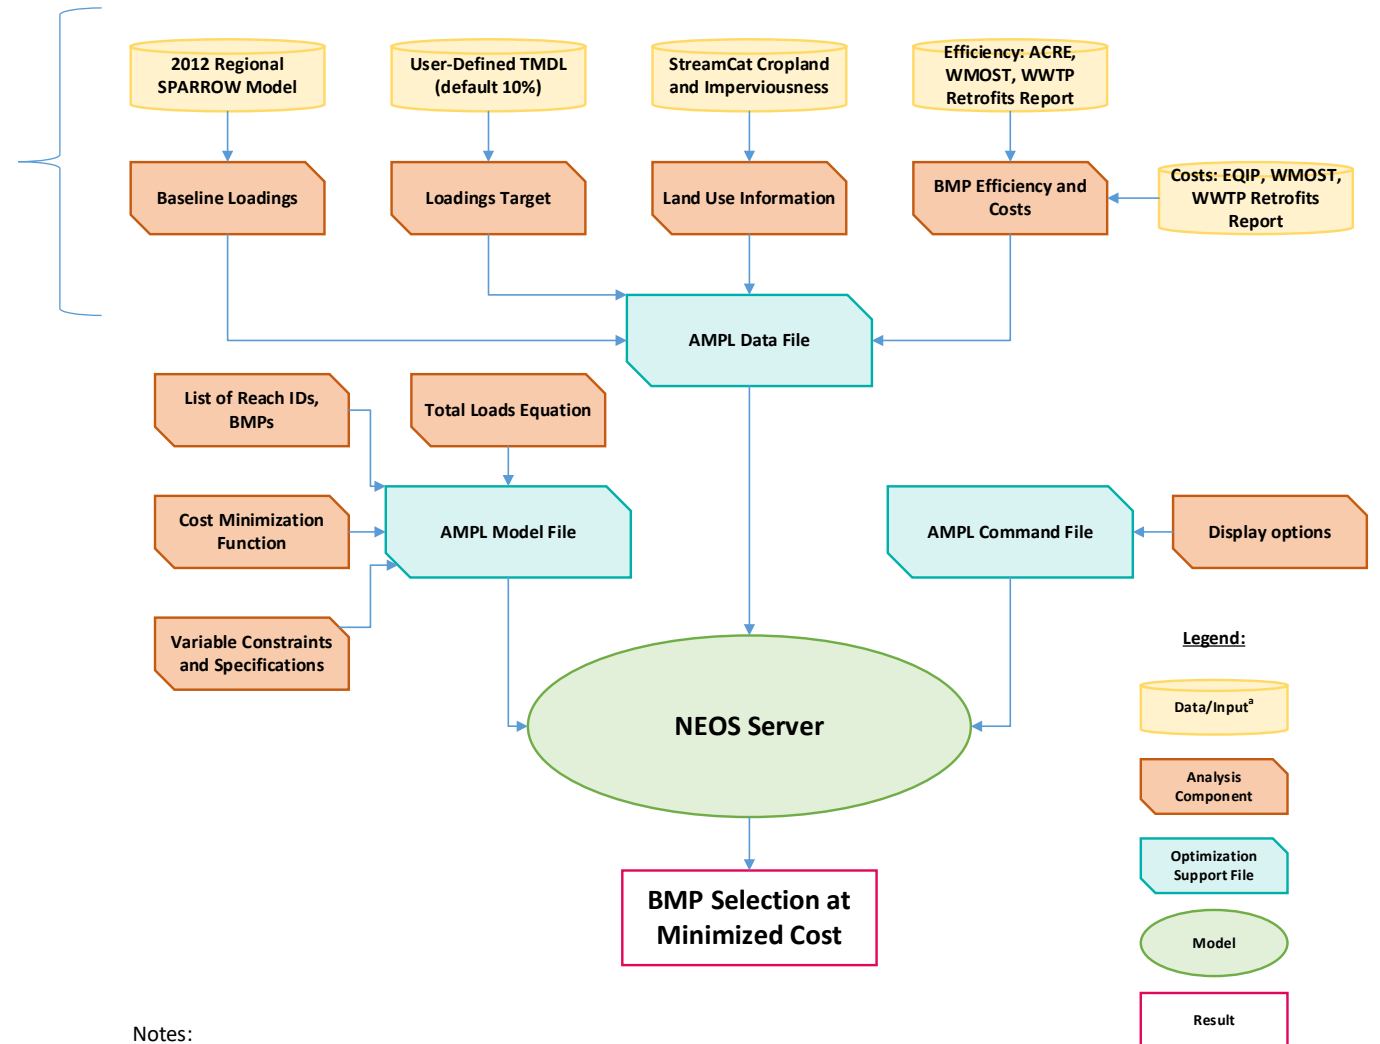 2012 Regional
SPARROW Model
User-Defined TMDL
(default 10%)
StreamCat Cropland
and Imperviousness
Efficiency: ACRE,
WMOST, WWTP
Retrofits Report
Baseline Loadings
Loadings Target
Land Use Information
BMP Efficiency and
Costs
Costs: EQIP, WMOST,
WWTP Retrofits
Report
AMPL Data File
List of Reach IDs,
BMPs
Total Loads Equation
Cost Minimization
Function
AMPL Model File
AMPL Command File
Display options
Variable Constraints
and Specifications
Legend:
NEOS Server
Data/Inputᵃ
Analysis
Component
Optimization
Support File
BMP Selection at
Minimized Cost
Model
Result
Notes: